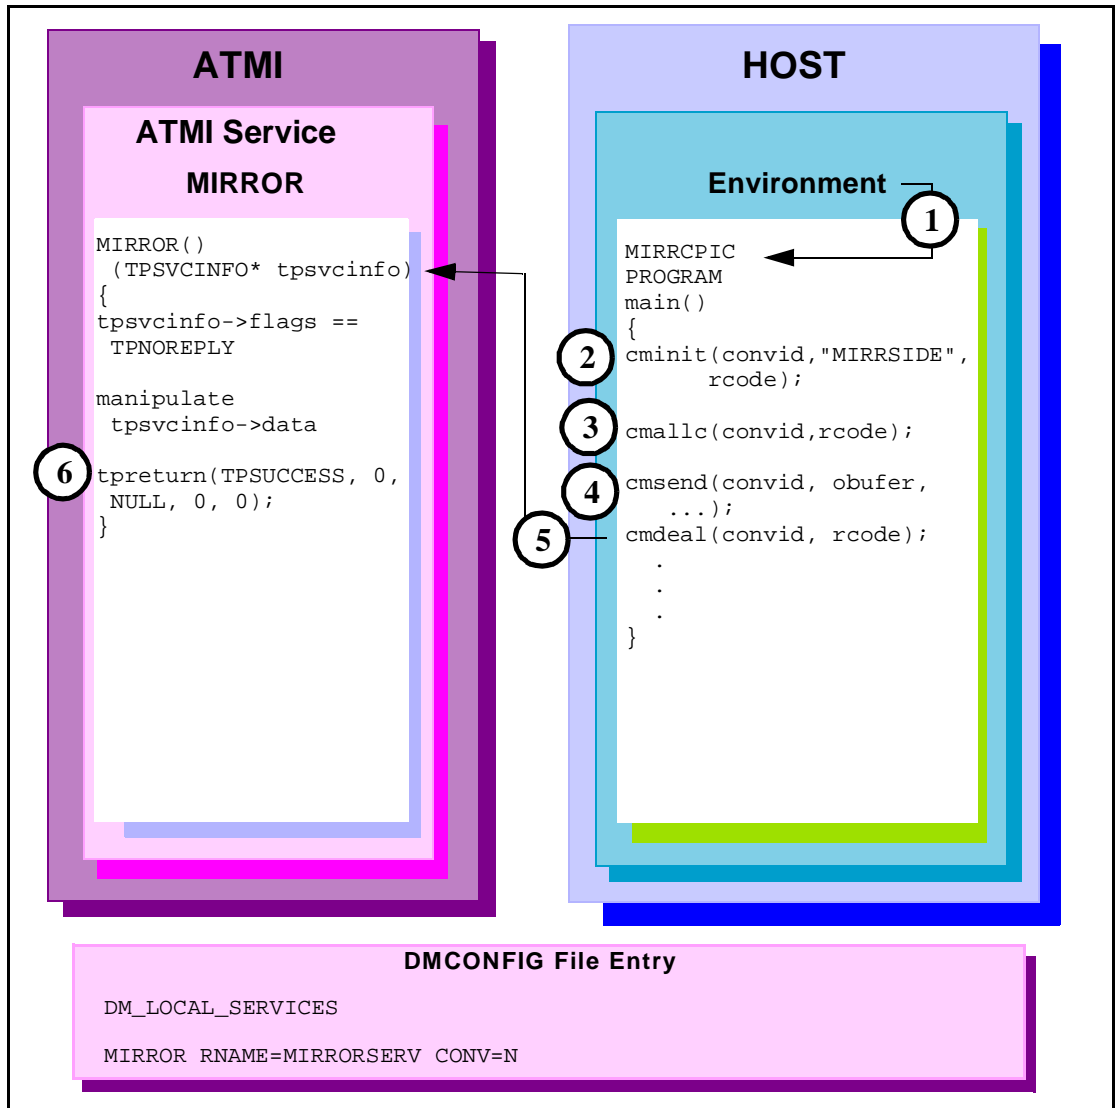 ATMI
ATMI Service
MIRROR
MIRROR()
(TPSVCINFO* tpsvcinfo)
{
tpsvcinfo->flags ==
TPNOREPLY
manipulate
tpsvcinfo->data
6
tpreturn(TPSUCCESS, 0,
NULL, 0, 0);
}
HOST
Environment
1
MIRRCPIC
PROGRAM
main()
{
2
cminit(convid,"MIRRSIDE",
rcode);
3
cmallc(convid,rcode);
4
cmsend(convid, obufer,
...);
5
cmdeal(convid, rcode);
.
.
.
}
DMCONFIG File Entry
DM_LOCAL_SERVICES
MIRROR RNAME=MIRRORSERV CONV=N